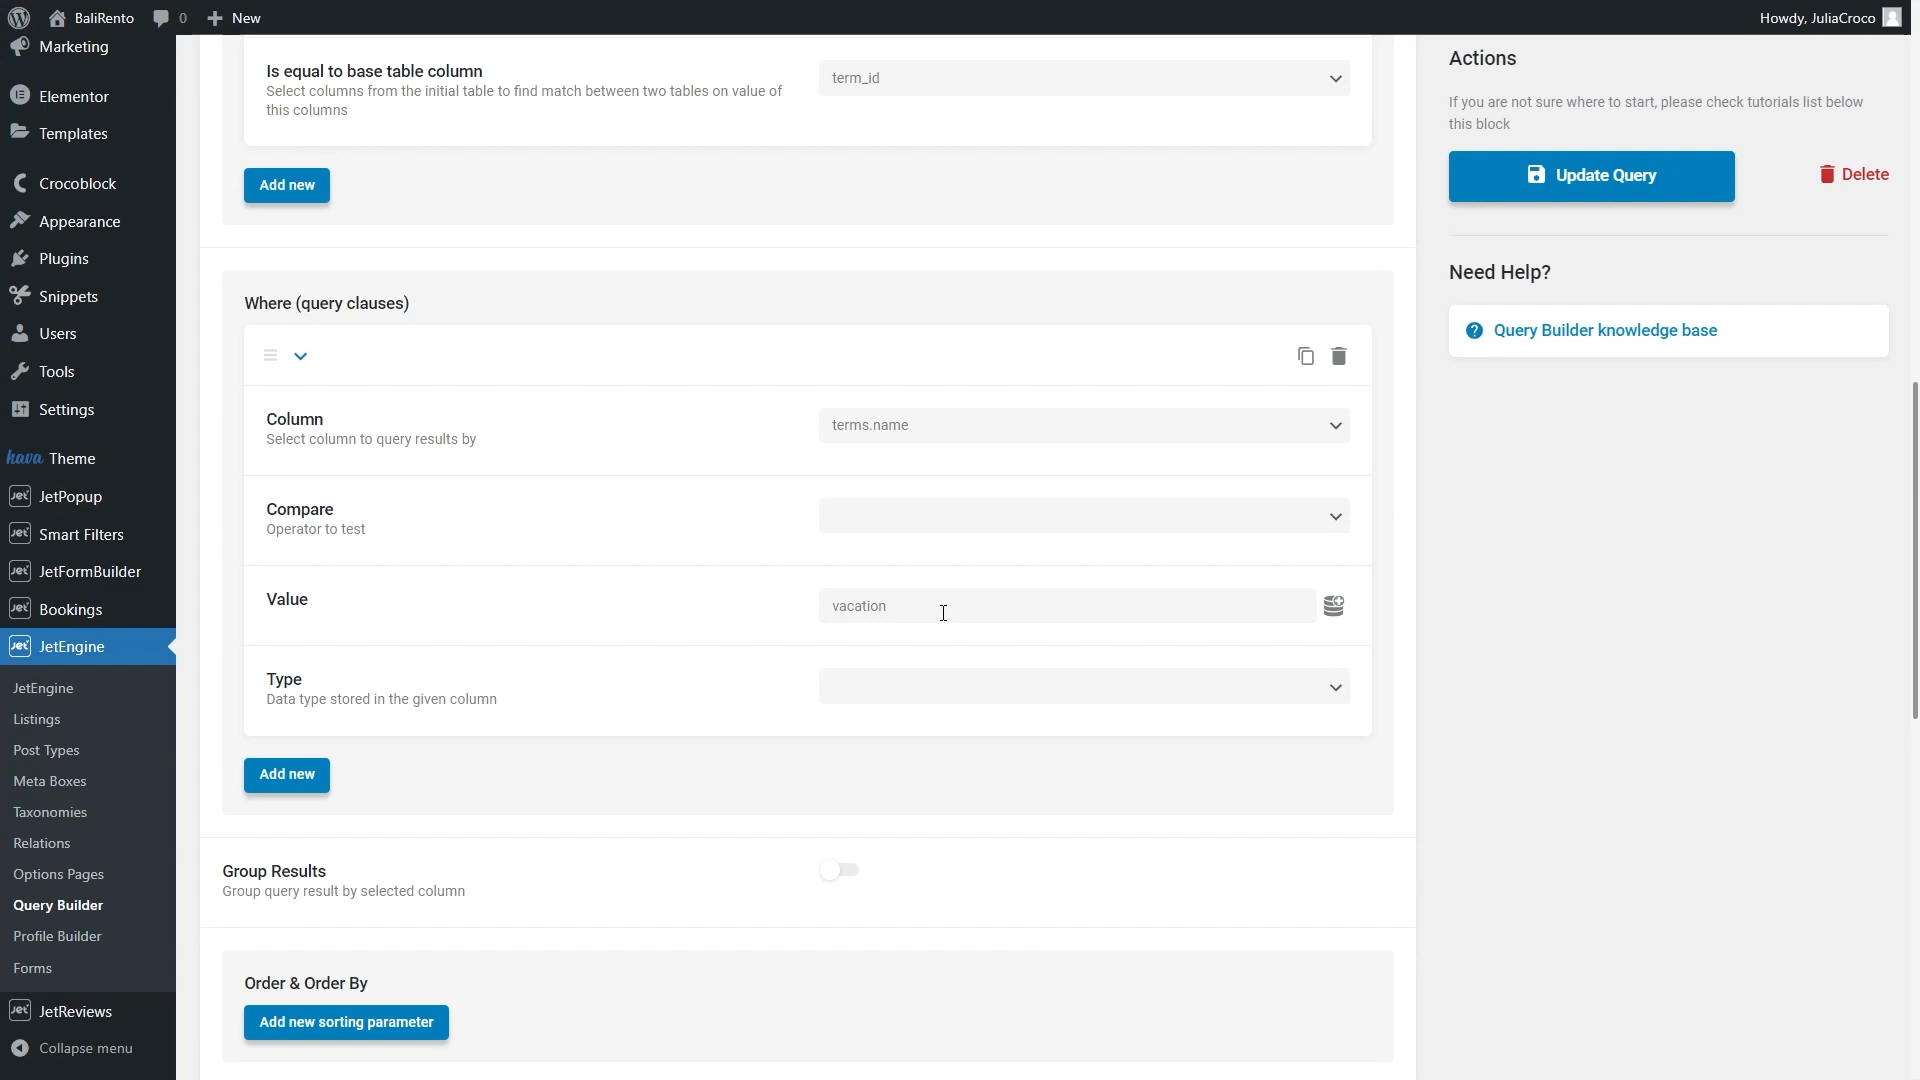 BaliRento
0
New
Howdy, JuliaCroco
Marketing
Elementor
Templates
Crocoblock
Appearance
Plugins
Snippets
Users
Tools
Settings
kava Theme
Jet JetPopup
Jet Smart Filters
Jet JetFormBuilder
Jet Bookings
Jet JetEngine
JetEngine
Listings
Post Types
Meta Boxes
Taxonomies
Relations
Options Pages
Query Builder
Profile Builder
Forms
Jet JetReviews
Collapse menu
Is equal to base table column
Select columns from the initial table to find match between two tables on value of
this columns
term_id
Add new
Where (query clauses)
Column
Select column to query results by
terms.name
Compare
Operator to test
Value
vacation
Type
Data type stored in the given column
Add new
Group Results
Group query result by selected column
Order & Order By
Add new sorting parameter
Actions
If you are not sure where to start, please check tutorials list below
this block
Update Query
Delete
Need Help?
Query Builder knowledge base